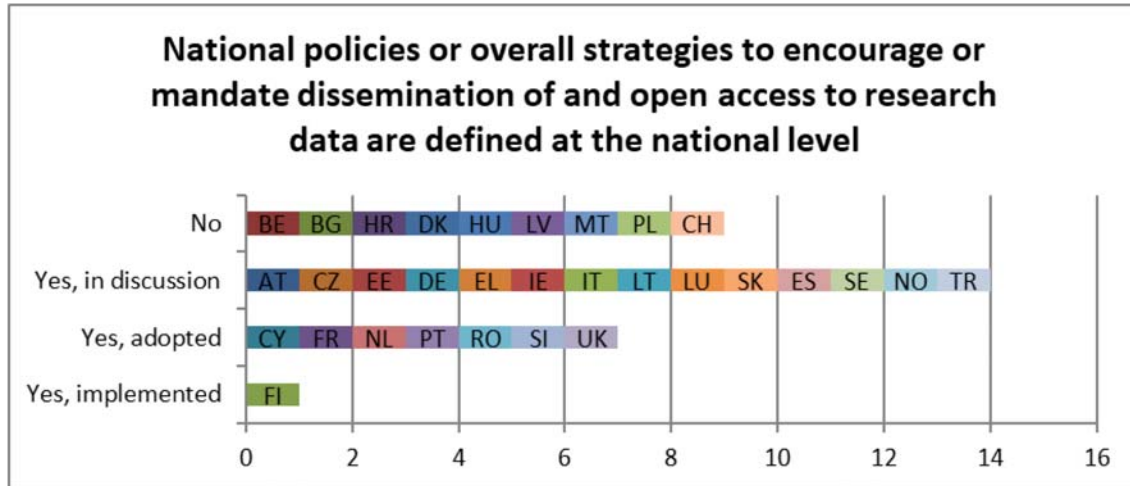 National policies or overall strategies to encourage or
mandate dissemination of and open access to research
data are defined at the national level
No BE BG HR DK HU LV MT PL CH
Yes, in discussion AT CZ EE DE EL IE IT LT LU SK ES SE NO TR
Yes, adopted CY FR NL PT RO SI UK
Yes, implemented FI
0 2 4 6 8 10 12 14 16